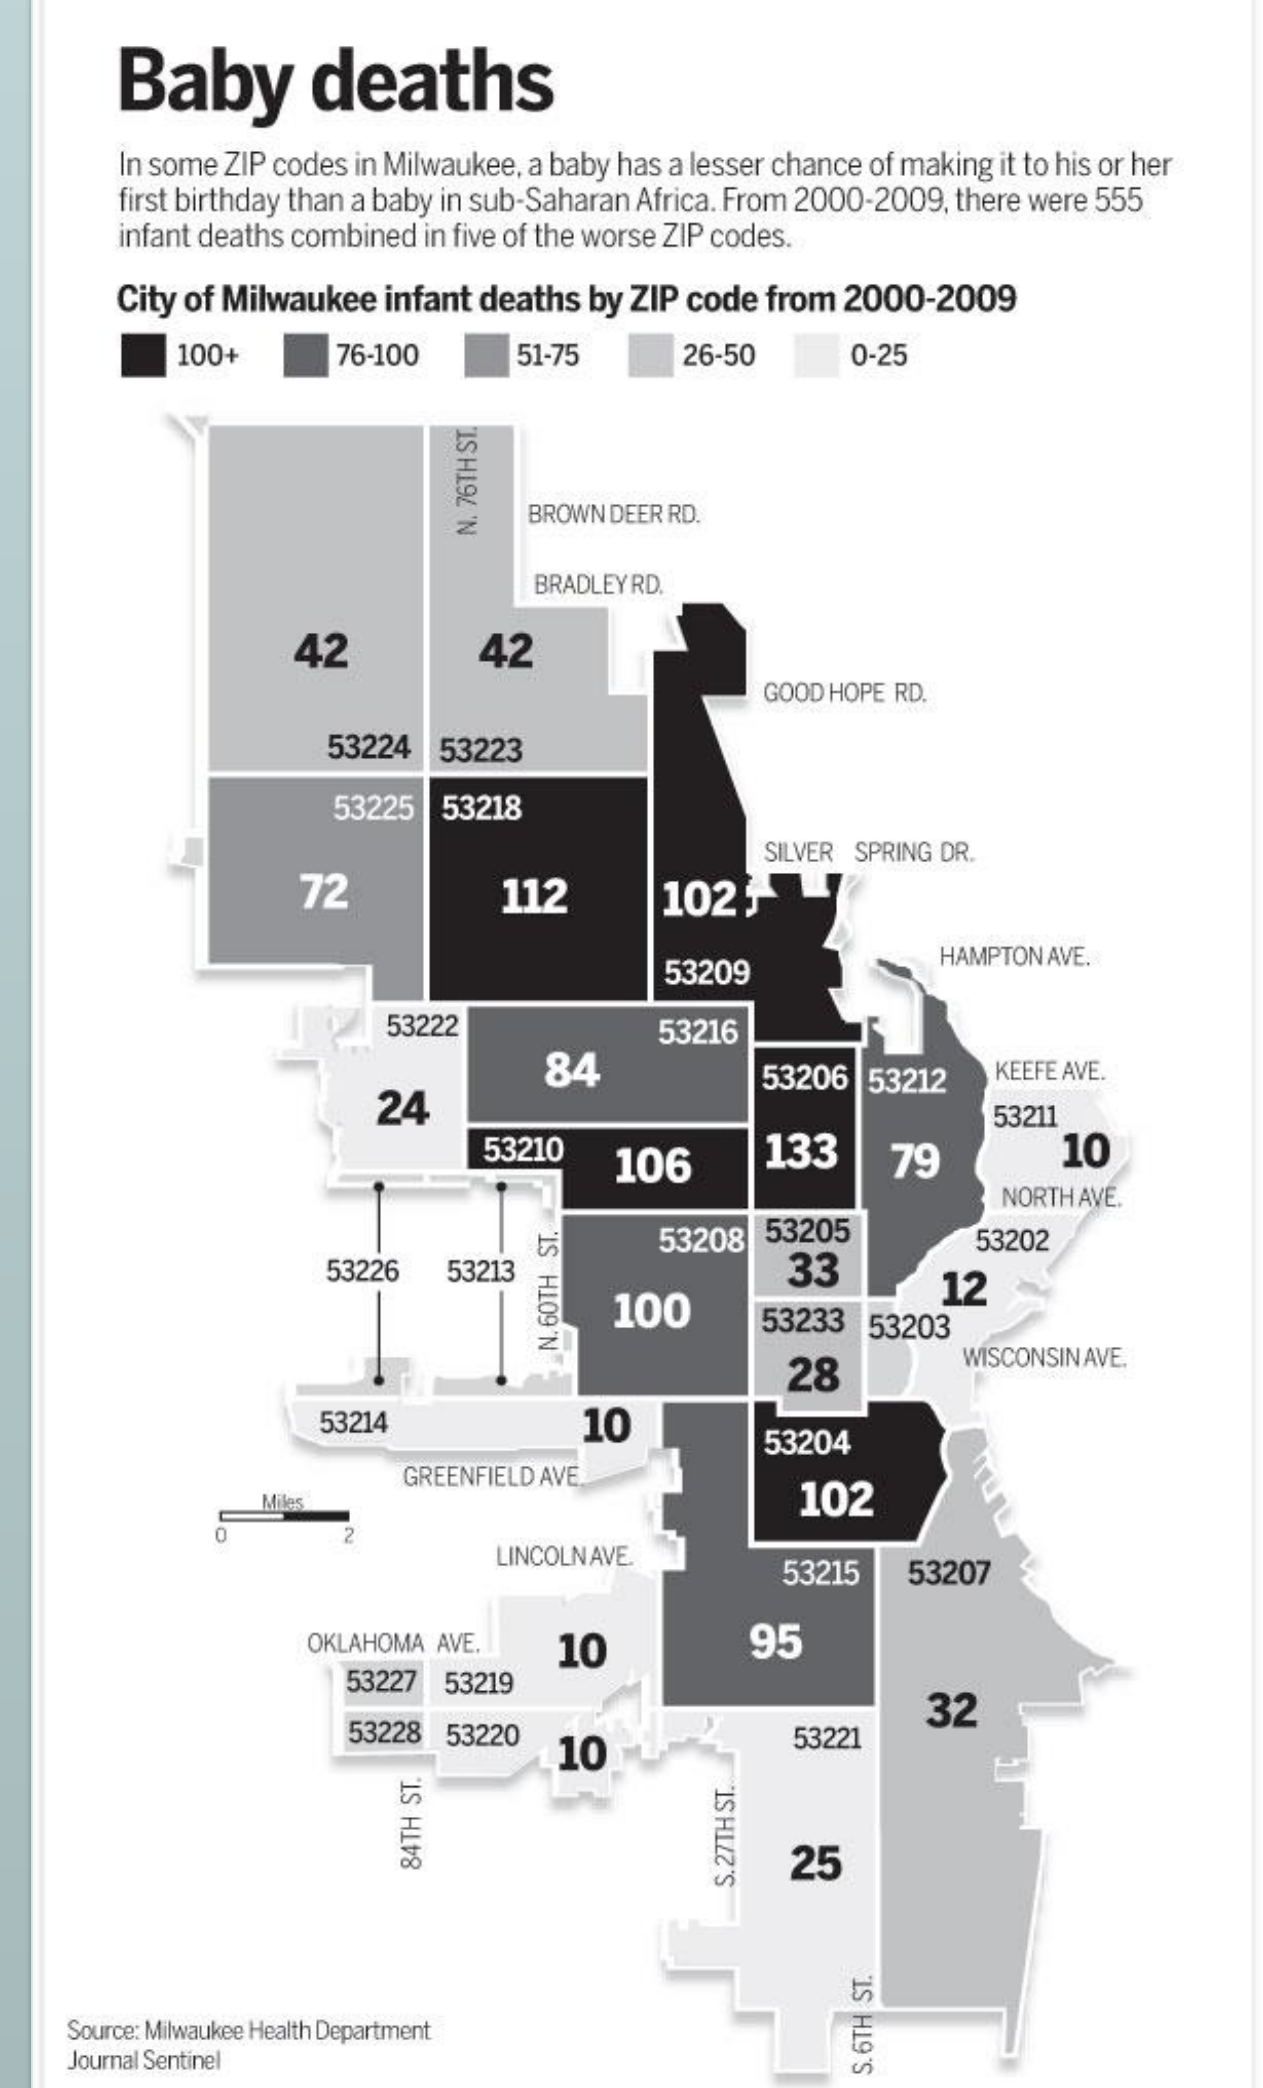 Baby deaths
In some ZIP codes in Milwaukee, a baby has a lesser chance of making it to his or her
first birthday than a baby in sub-Saharan Africa. From 2000-2009, there were 555
infant deaths combined in five of the worse ZIP codes.
City of Milwaukee infant deaths by ZIP code from 2000-2009
100+ 76-100 51-75 26-50 0-25
N. 76TH ST.
BROWN DEER RD.
BRADLEY RD.
42 42
GOOD HOPE RD.
53224 53223
53225 53218
SILVER SPRING DR.
72 112 102
HAMPTON AVE.
53209
53222 53216
84
KEEFE AVE.
53206 53212
24
53211
53210 106 133 79 10
NORTH AVE.
53208 53205 53202
33
53226 53213 N. 60TH ST.
12
100 53233 53203
WISCONSIN AVE.
28
53214 10
53204
GREENFIELD AVE.
102
Miles
0 2
LINCOLN AVE.
53215 53207
OKLAHOMA AVE. 10 95
53227 53219
32
53228 53220 10 53221
84TH ST.
S. 27TH ST.
25
S. 6TH ST.
Source: Milwaukee Health Department
Journal Sentinel